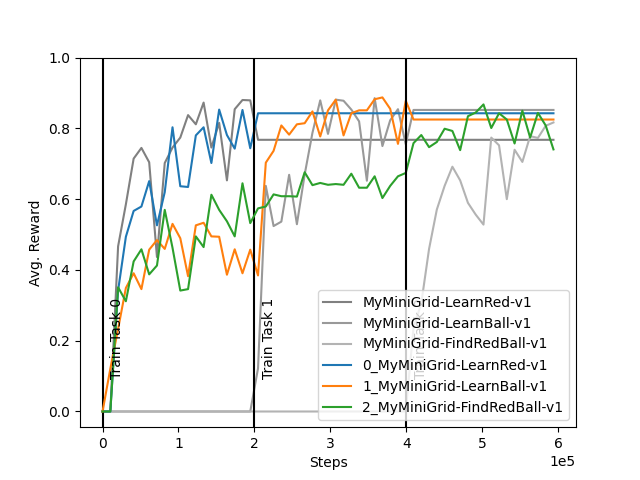 1.0
0.8
0.6
0.4
0.2
0.0
Avg. Reward
Train Task 0
Train Task 1
MyMiniGrid-LearnRed-v1
MyMiniGrid-LearnBall-v1
MyMiniGrid-FindRedBall-v1
0_MyMiniGrid-LearnRed-v1
1_MyMiniGrid-LearnBall-v1
2_MyMiniGrid-FindRedBall-v1
0
1
2
3
4
5
6
1e5
Steps